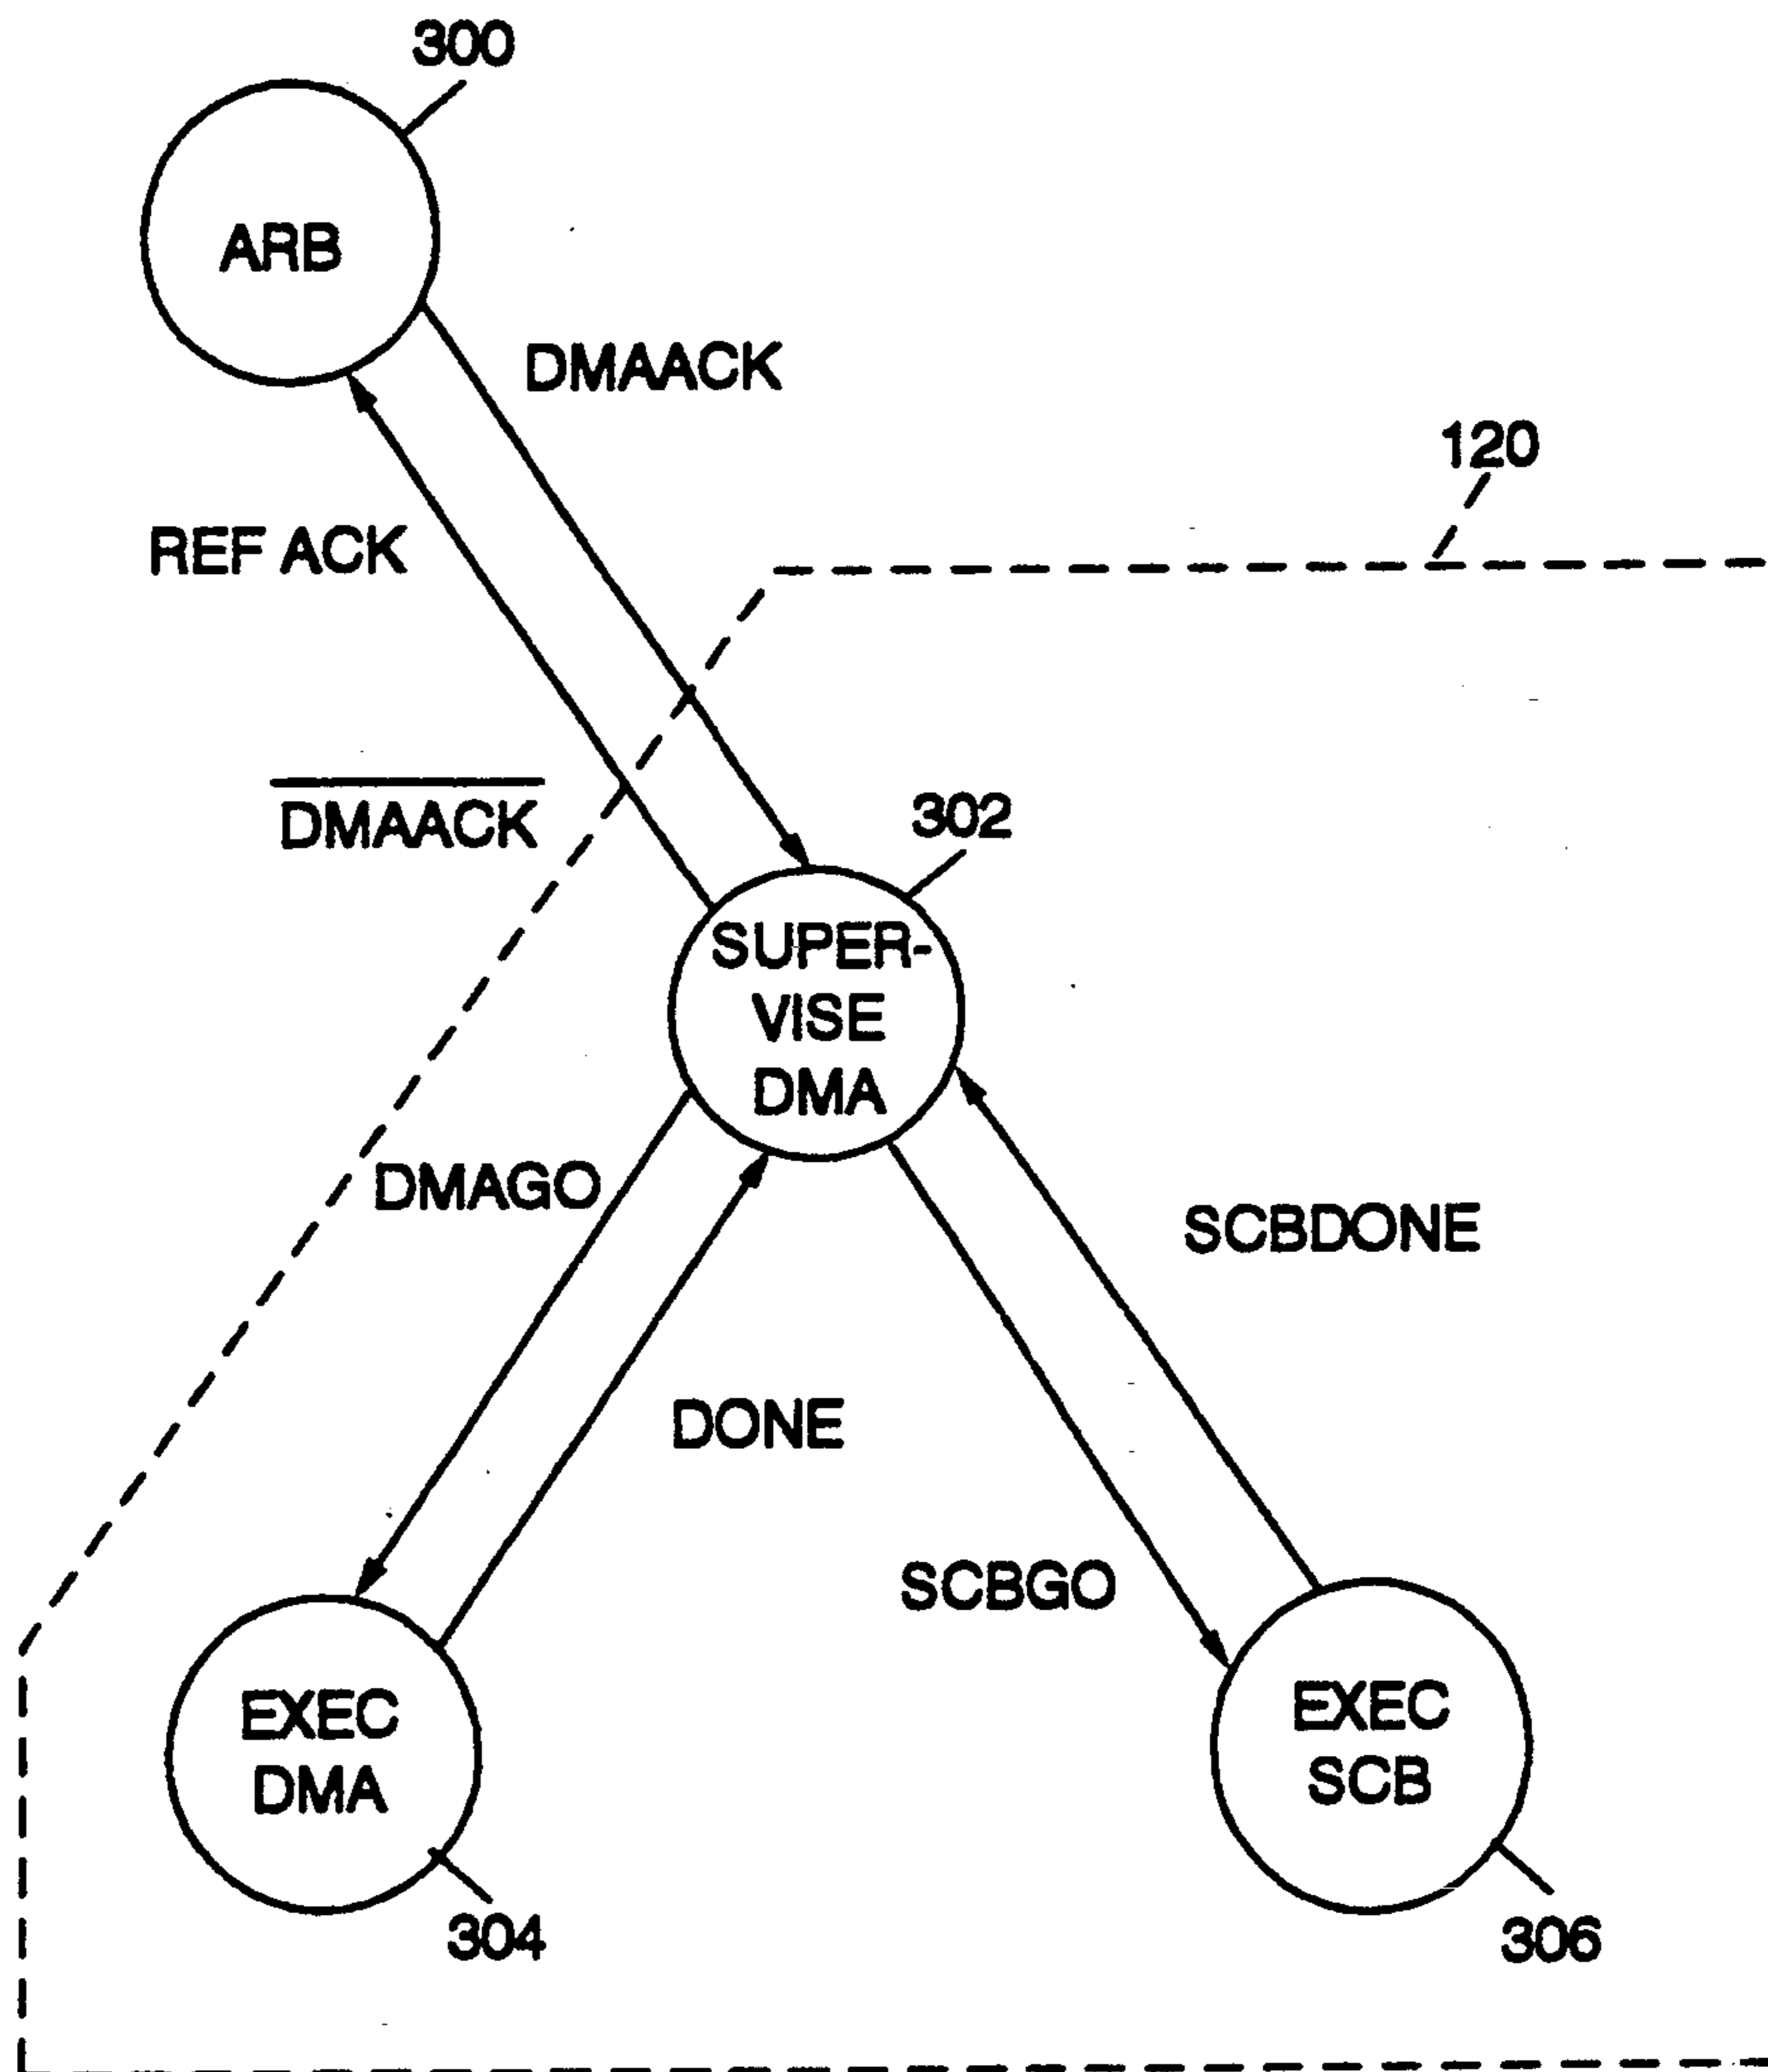 300
ARB
DMAACK
120
REF ACK
D̅M̅A̅A̅C̅K̅
302
SUPER-
VISE
DMA
DMAGO
SCBDONE
DONE
SCBGO
EXEC
DMA
EXEC
SCB
304
306